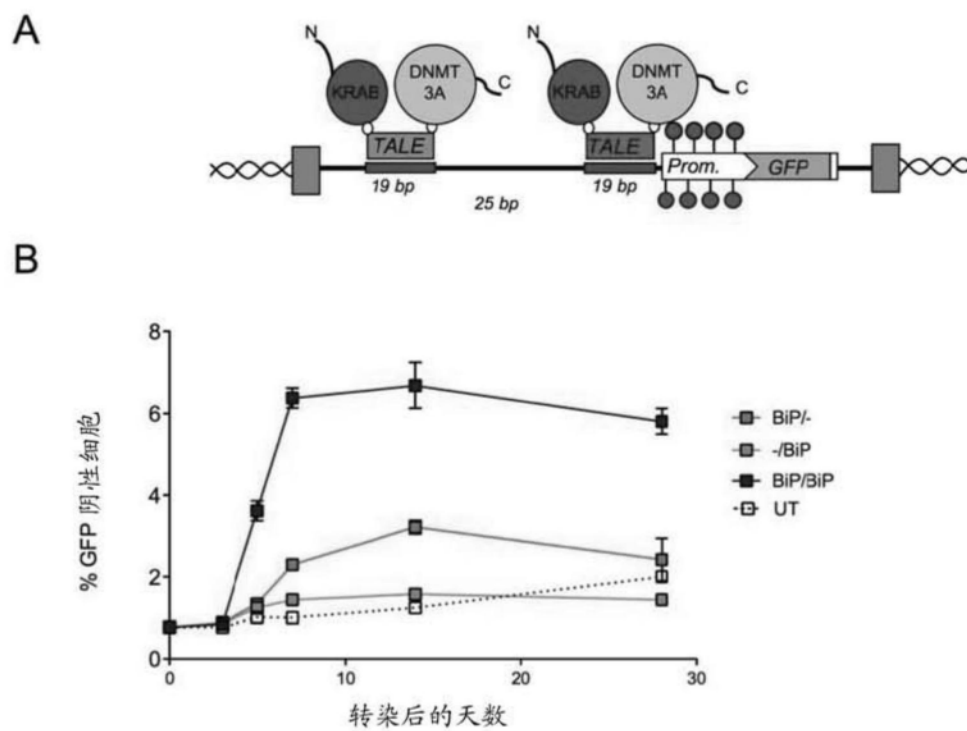 A
N
N
KRAB
DNMT
3A
C
KRAB
DNMT
3A
C
TALE
TALE
Prom.
GFP
19 bp
19 bp
25 bp
B
8
6
4
2
0
% GFP 阴性细胞
0
10
20
30
转染后的天数
BiP/-
-/BiP
BiP/BiP
UT